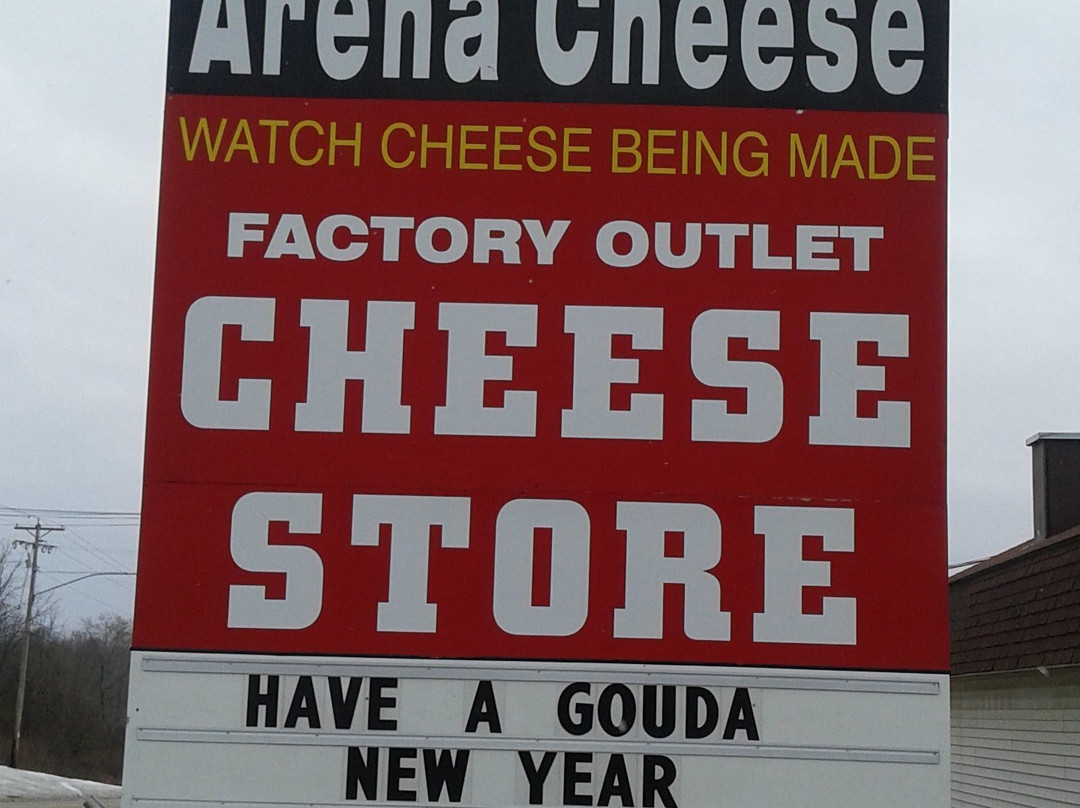 Arena Cheese
WATCH CHEESE BEING MADE
FACTORY OUTLET
CHEESE
STORE
HAVE A GOUDA
NEW YEAR